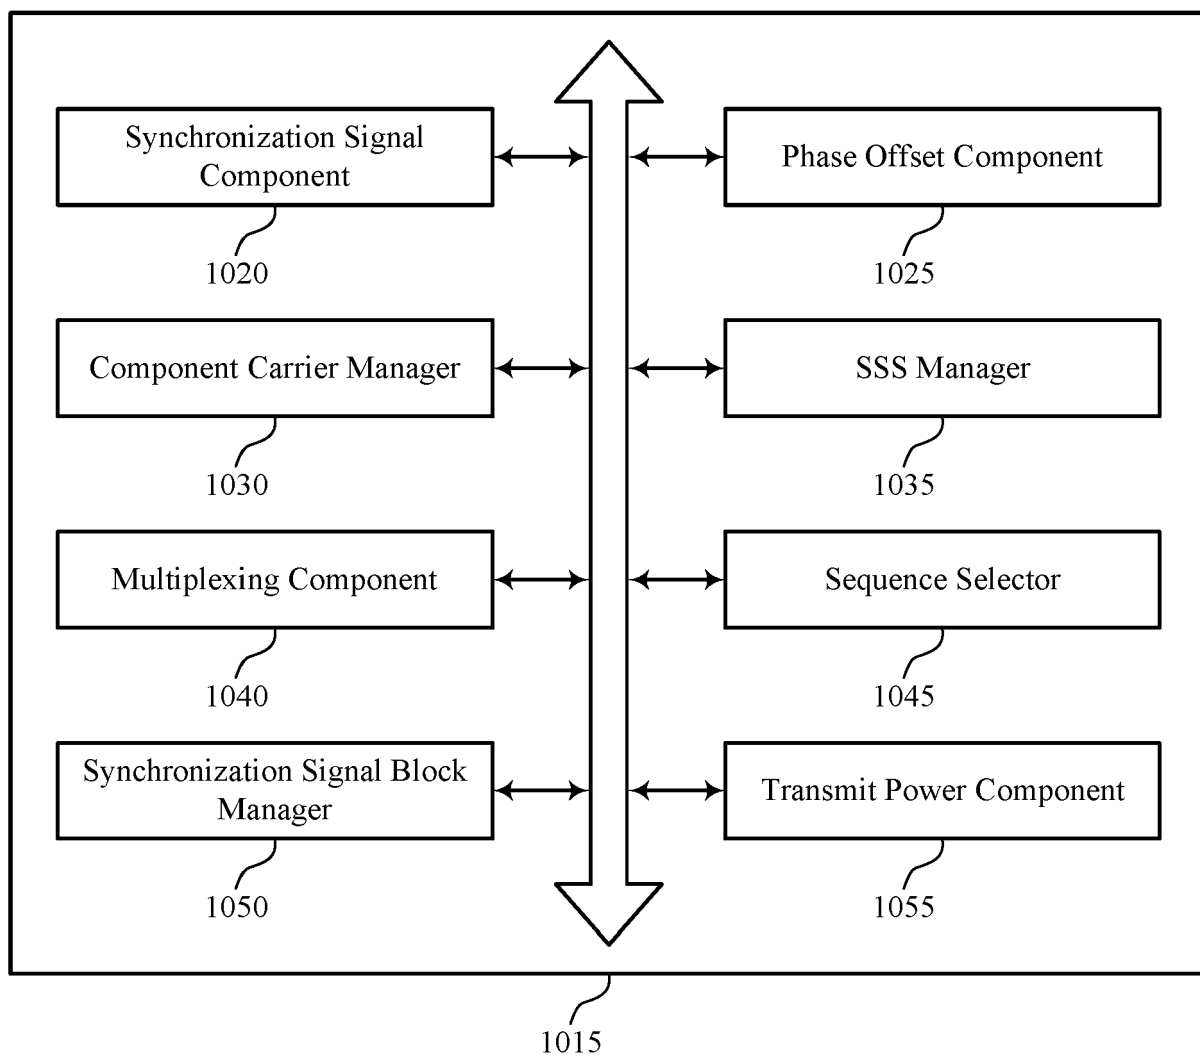 Synchronization Signal
Component
Phase Offset Component
1020
1025
Component Carrier Manager
SSS Manager
1030
1035
Multiplexing Component
Sequence Selector
1040
1045
Synchronization Signal Block
Manager
Transmit Power Component
1050
1055
1015